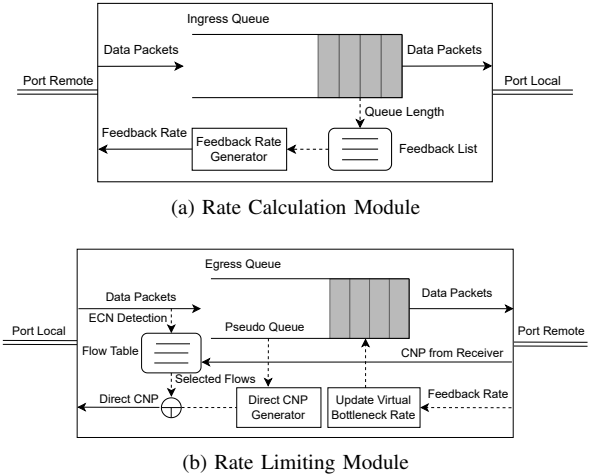 Ingress Queue
Data Packets
Data Packets
Port Remote
Port Local
Queue Length
Feedback Rate
Feedback Rate
Generator
Feedback List
(a) Rate Calculation Module
Egress Queue
Data Packets
Data Packets
ECN Detection
Port Local
Pseudo Queue
Port Remote
Flow Table
CNP from Receiver
Selected Flows
Direct CNP
Direct CNP
Generator
Update Virtual
Bottleneck Rate
Feedback Rate
(b) Rate Limiting Module